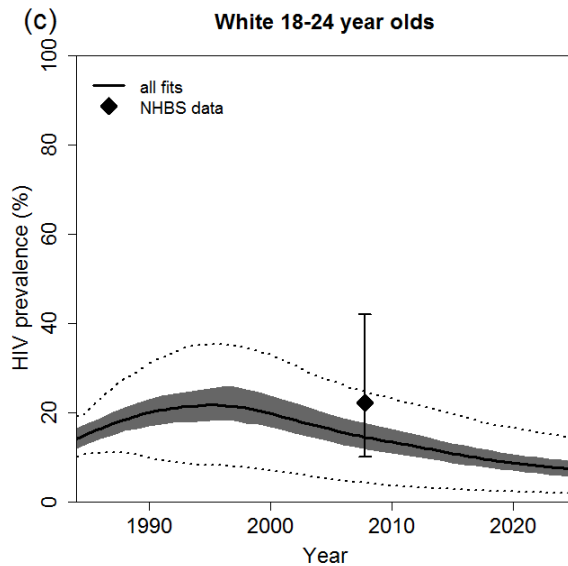 (c)
White 18-24 year olds
all fits
NHBS data
HIV prevalence (%)
100
80
60
40
20
0
1990 2000 2010 2020
Year